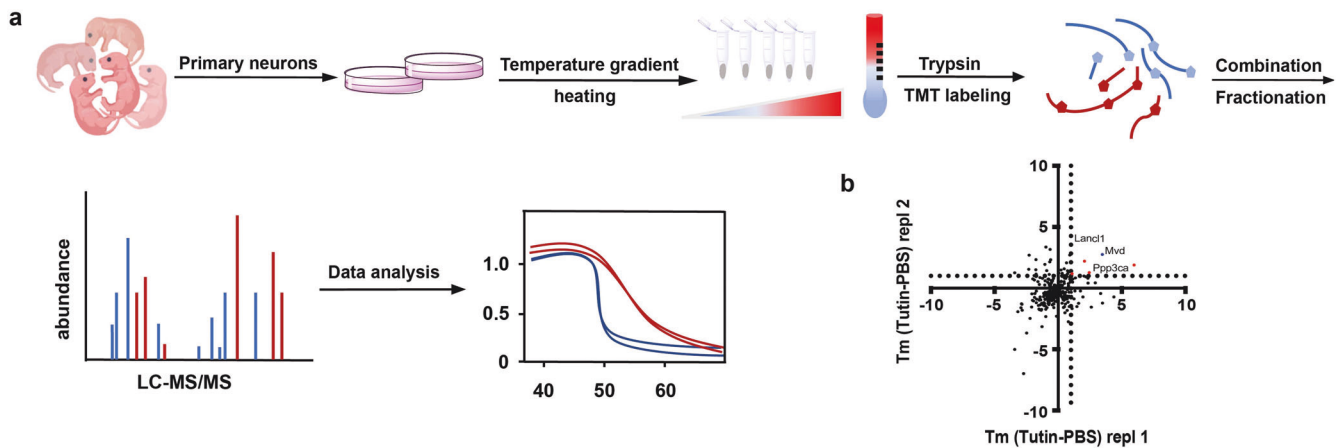 a
Primary neurons
Temperature gradient
heating
Trypsin
TMT labeling
Combination
Fractionation
abundance
LC-MS/MS
Data analysis
1.0
0.5
0
40
50
60
b
Tm (Tutin-PBS) repl 2
10
5
-5
-10
-10
-5
5
10
Lancl1
Mvd
Ppp3ca
Tm (Tutin-PBS) repl 1